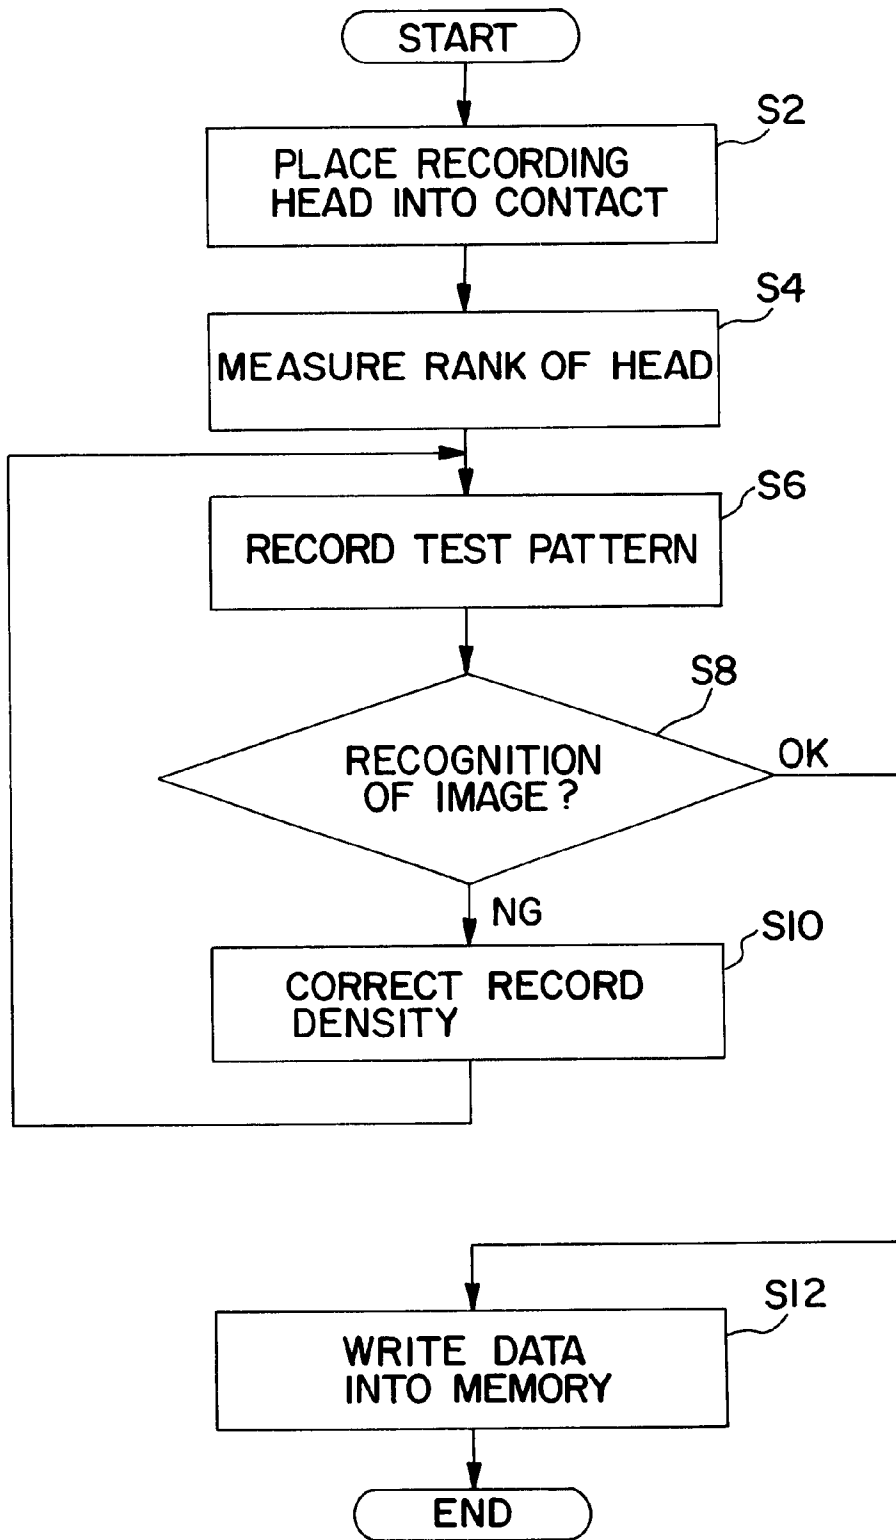 START
S2
PLACE RECORDING
HEAD INTO CONTACT
S4
MEASURE RANK OF HEAD
S6
RECORD TEST PATTERN
S8
RECOGNITION
OF IMAGE?
OK
NG
S10
CORRECT RECORD
DENSITY
S12
WRITE DATA
INTO MEMORY
END